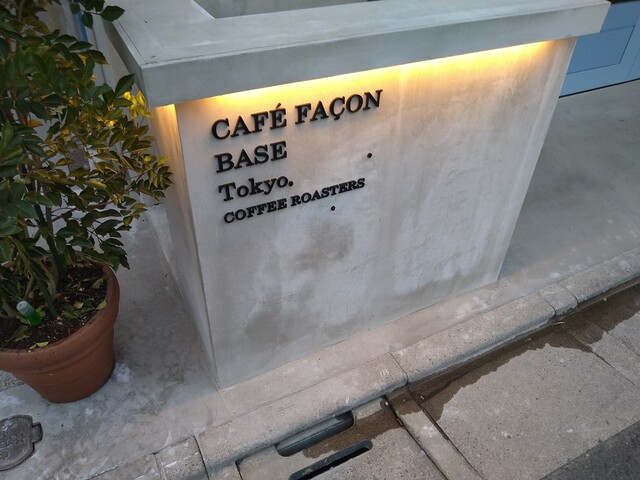 CAFÉ FAÇON
BASE
Tokyo.
COFFEE ROASTERS